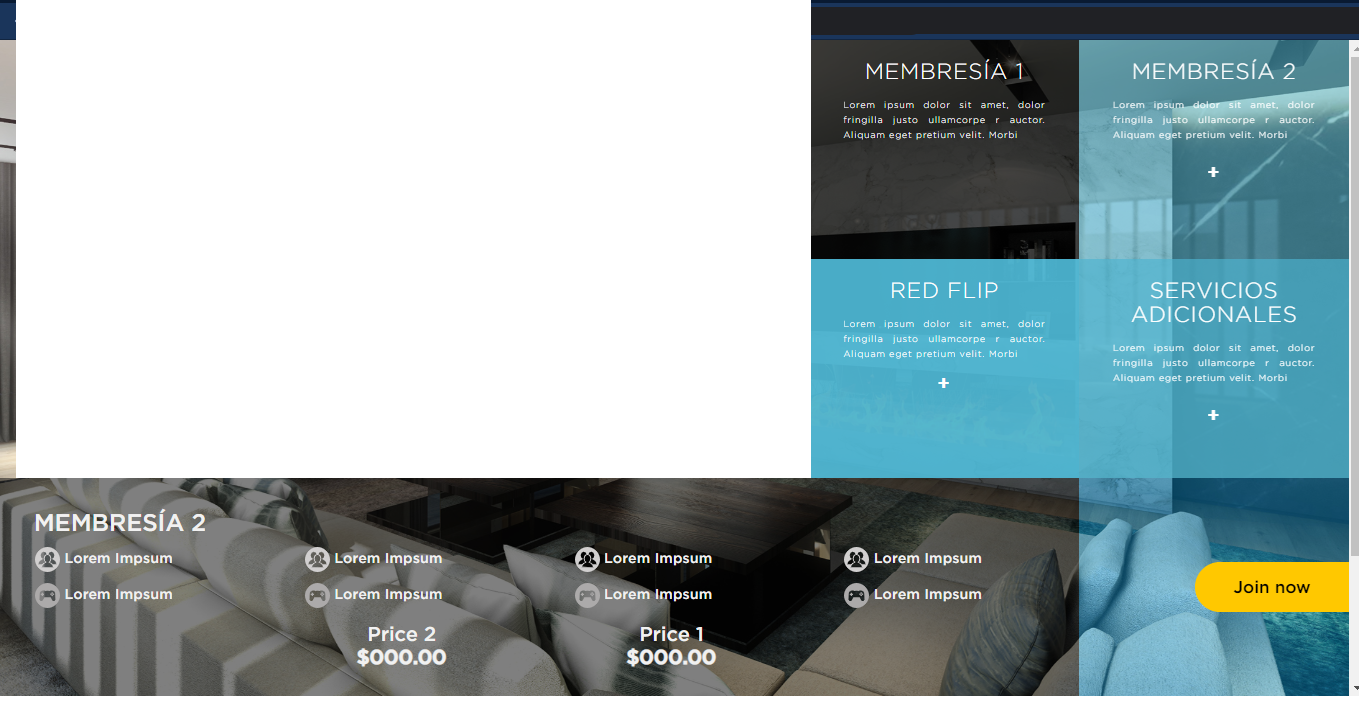 MEMBRESÍA 1
Lorem ipsum dolor sit amet, dolor
fringilla justo ullamcorpe r auctor.
Aliquam eget pretium velit. Morbi
MEMBRESÍA 2
Lorem ipsum dolor sit amet, dolor
fringilla justo ullamcorpe r auctor.
Aliquam eget pretium velit. Morbi
+
RED FLIP
Lorem ipsum dolor sit amet, dolor
fringilla justo ullamcorpe r auctor.
Aliquam eget pretium velit. Morbi
+
SERVICIOS
ADICIONALES
Lorem ipsum dolor sit amet, dolor
fringilla justo ullamcorpe r auctor.
Aliquam eget pretium velit. Morbi
+
MEMBRESÍA 2
Lorem Impsum Lorem Impsum Lorem Impsum Lorem Impsum
Lorem Impsum Lorem Impsum Lorem Impsum Lorem Impsum
Price 2 Price 1
$000.00 $000.00
Join now